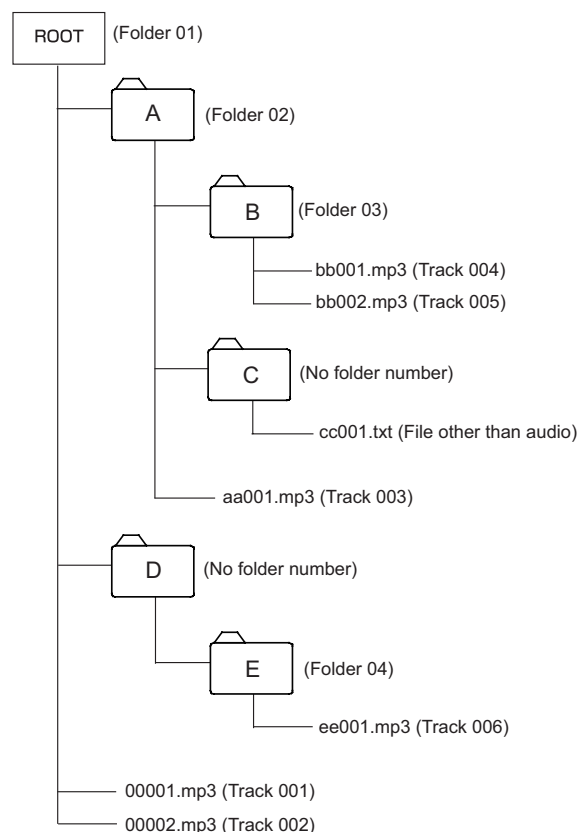 ROOT (Folder 01)
A (Folder 02)
B (Folder 03)
bb001.mp3 (Track 004)
bb002.mp3 (Track 005)
C (No folder number)
cc001.txt (File other than audio)
aa001.mp3 (Track 003)
D (No folder number)
E (Folder 04)
ee001.mp3 (Track 006)
00001.mp3 (Track 001)
00002.mp3 (Track 002)